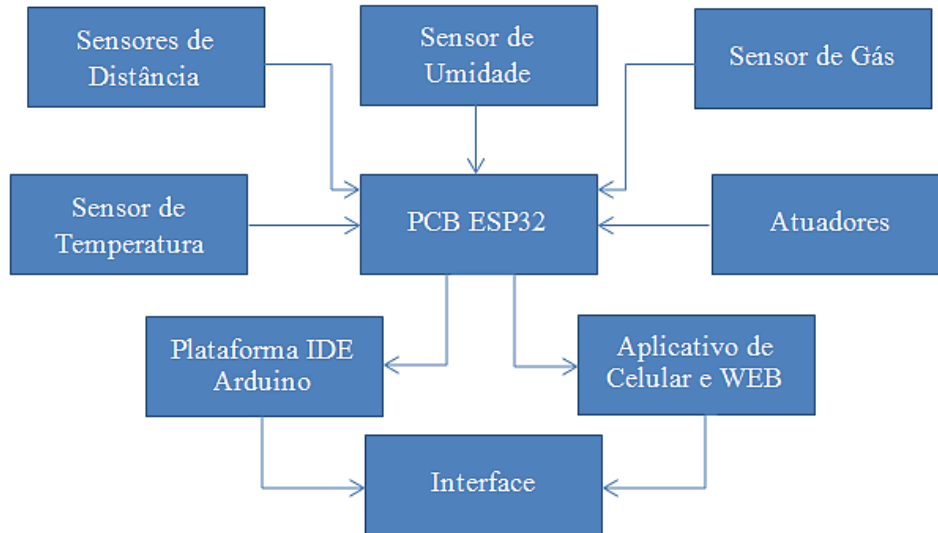 Sensores de
Distância
Sensor de
Umidade
Sensor de Gás
Sensor de
Temperatura
PCB ESP32
Atuadores
Plataforma IDE
Arduino
Aplicativo de
Celular e WEB
Interface